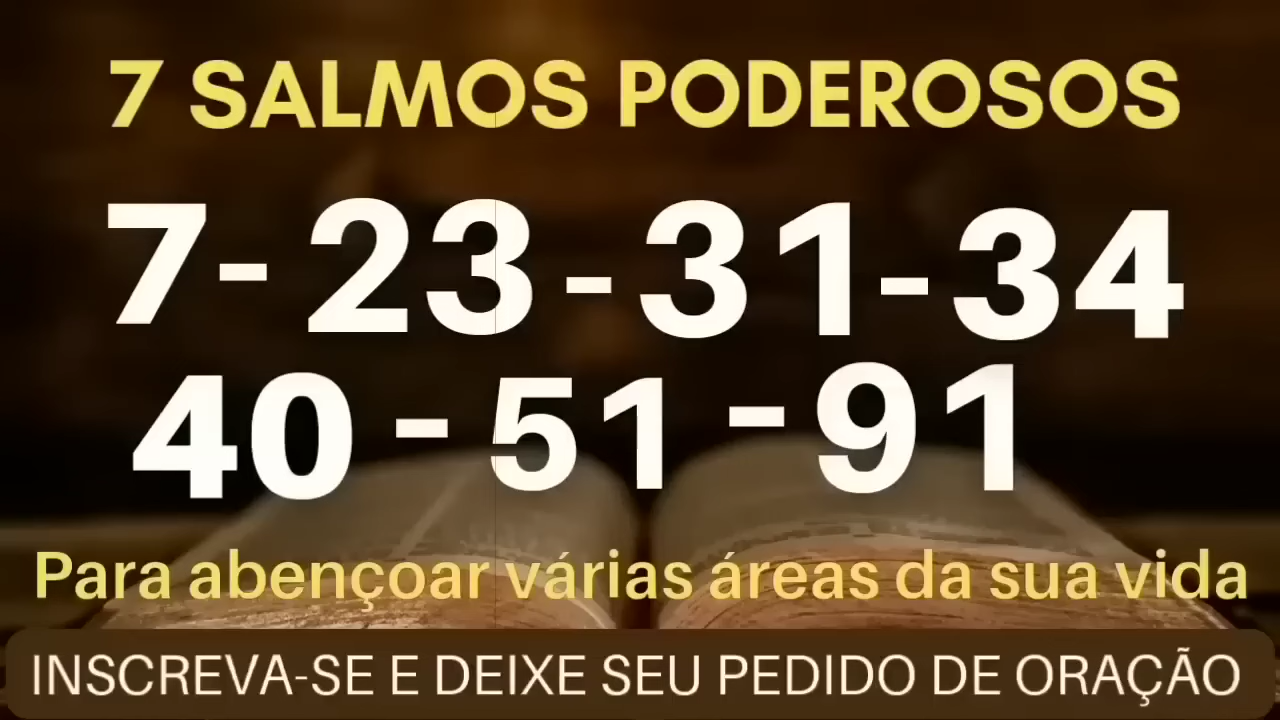 7 SALMOS PODEROSOS
7- 23 - 31 - 34
40 - 51 - 91
Para abençoar várias áreas da sua vida
INSCREVA-SE E DEIXE SEU PEDIDO DE ORAÇÃO